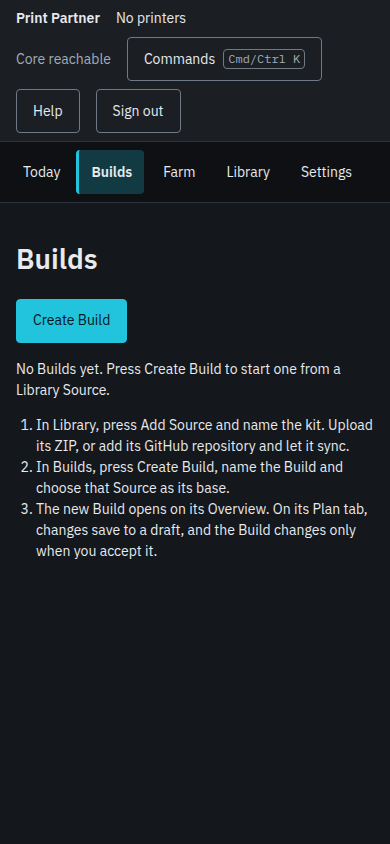 Print Partner No printers
Core reachable Commands Cmd/Ctrl K
Help Sign out
Today Builds Farm Library Settings
Builds
Create Build
No Builds yet. Press Create Build to start one from a
Library Source.
1. In Library, press Add Source and name the kit. Upload
its ZIP, or add its GitHub repository and let it sync.
2. In Builds, press Create Build, name the Build and
choose that Source as its base.
3. The new Build opens on its Overview. On its Plan tab,
changes save to a draft, and the Build changes only
when you accept it.